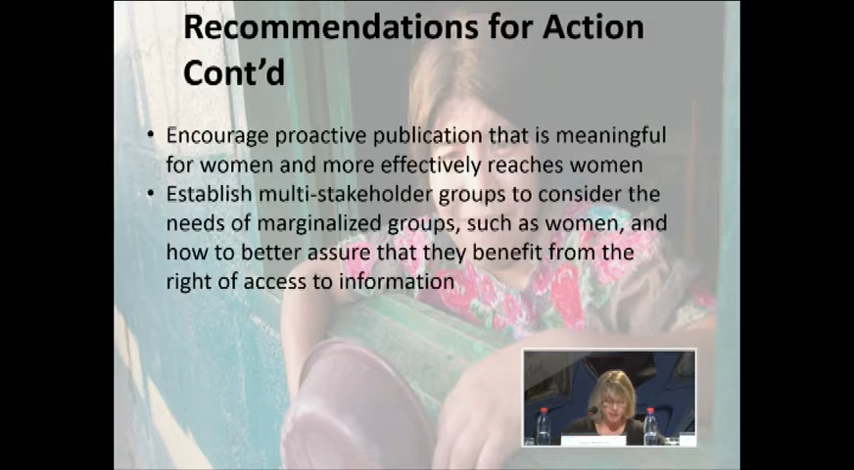 Recommendations for Action
Cont’d
• Encourage proactive publication that is meaningful
for women and more effectively reaches women
• Establish multi-stakeholder groups to consider the
needs of marginalized groups, such as women, and
how to better assure that they benefit from the
right of access to information